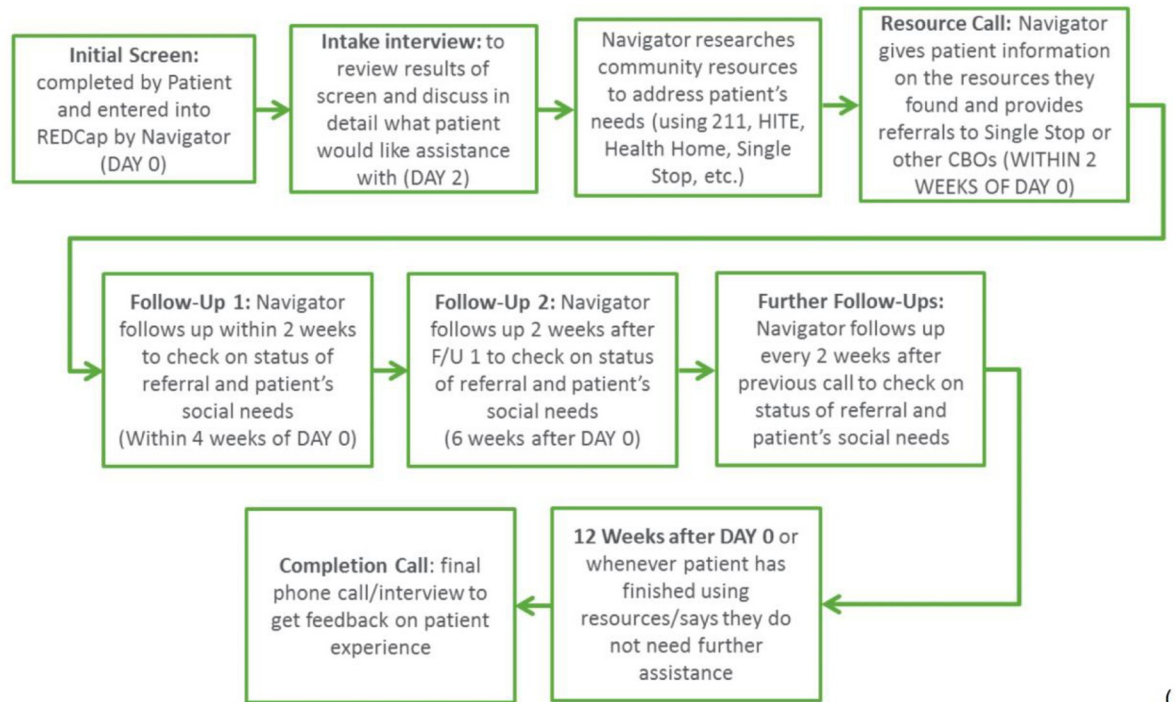 Initial Screen:
completed by Patient
and entered into
REDCap by Navigator
(DAY 0)
Intake interview: to
review results of
screen and discuss in
detail what patient
would like assistance
with (DAY 2)
Navigator researches
community resources
to address patient’s
needs (using 211, HITE,
Health Home, Single
Stop, etc.)
Resource Call: Navigator
gives patient information
on the resources they
found and provides
referrals to Single Stop or
other CBOs (WITHIN 2
WEEKS OF DAY 0)
Follow-Up 1: Navigator
follows up within 2 weeks
to check on status of
referral and patient’s
social needs
(Within 4 weeks of DAY 0)
Follow-Up 2: Navigator
follows up 2 weeks after
F/U 1 to check on status
of referral and patient’s
social needs
(6 weeks after DAY 0)
Further Follow-Ups:
Navigator follows up
every 2 weeks after
previous call to check on
status of referral and
patient’s social needs
12 Weeks after DAY 0 or
whenever patient has
finished using
resources/says they do
not need further
assistance
Completion Call: final
phone call/interview to
get feedback on patient
experience
(